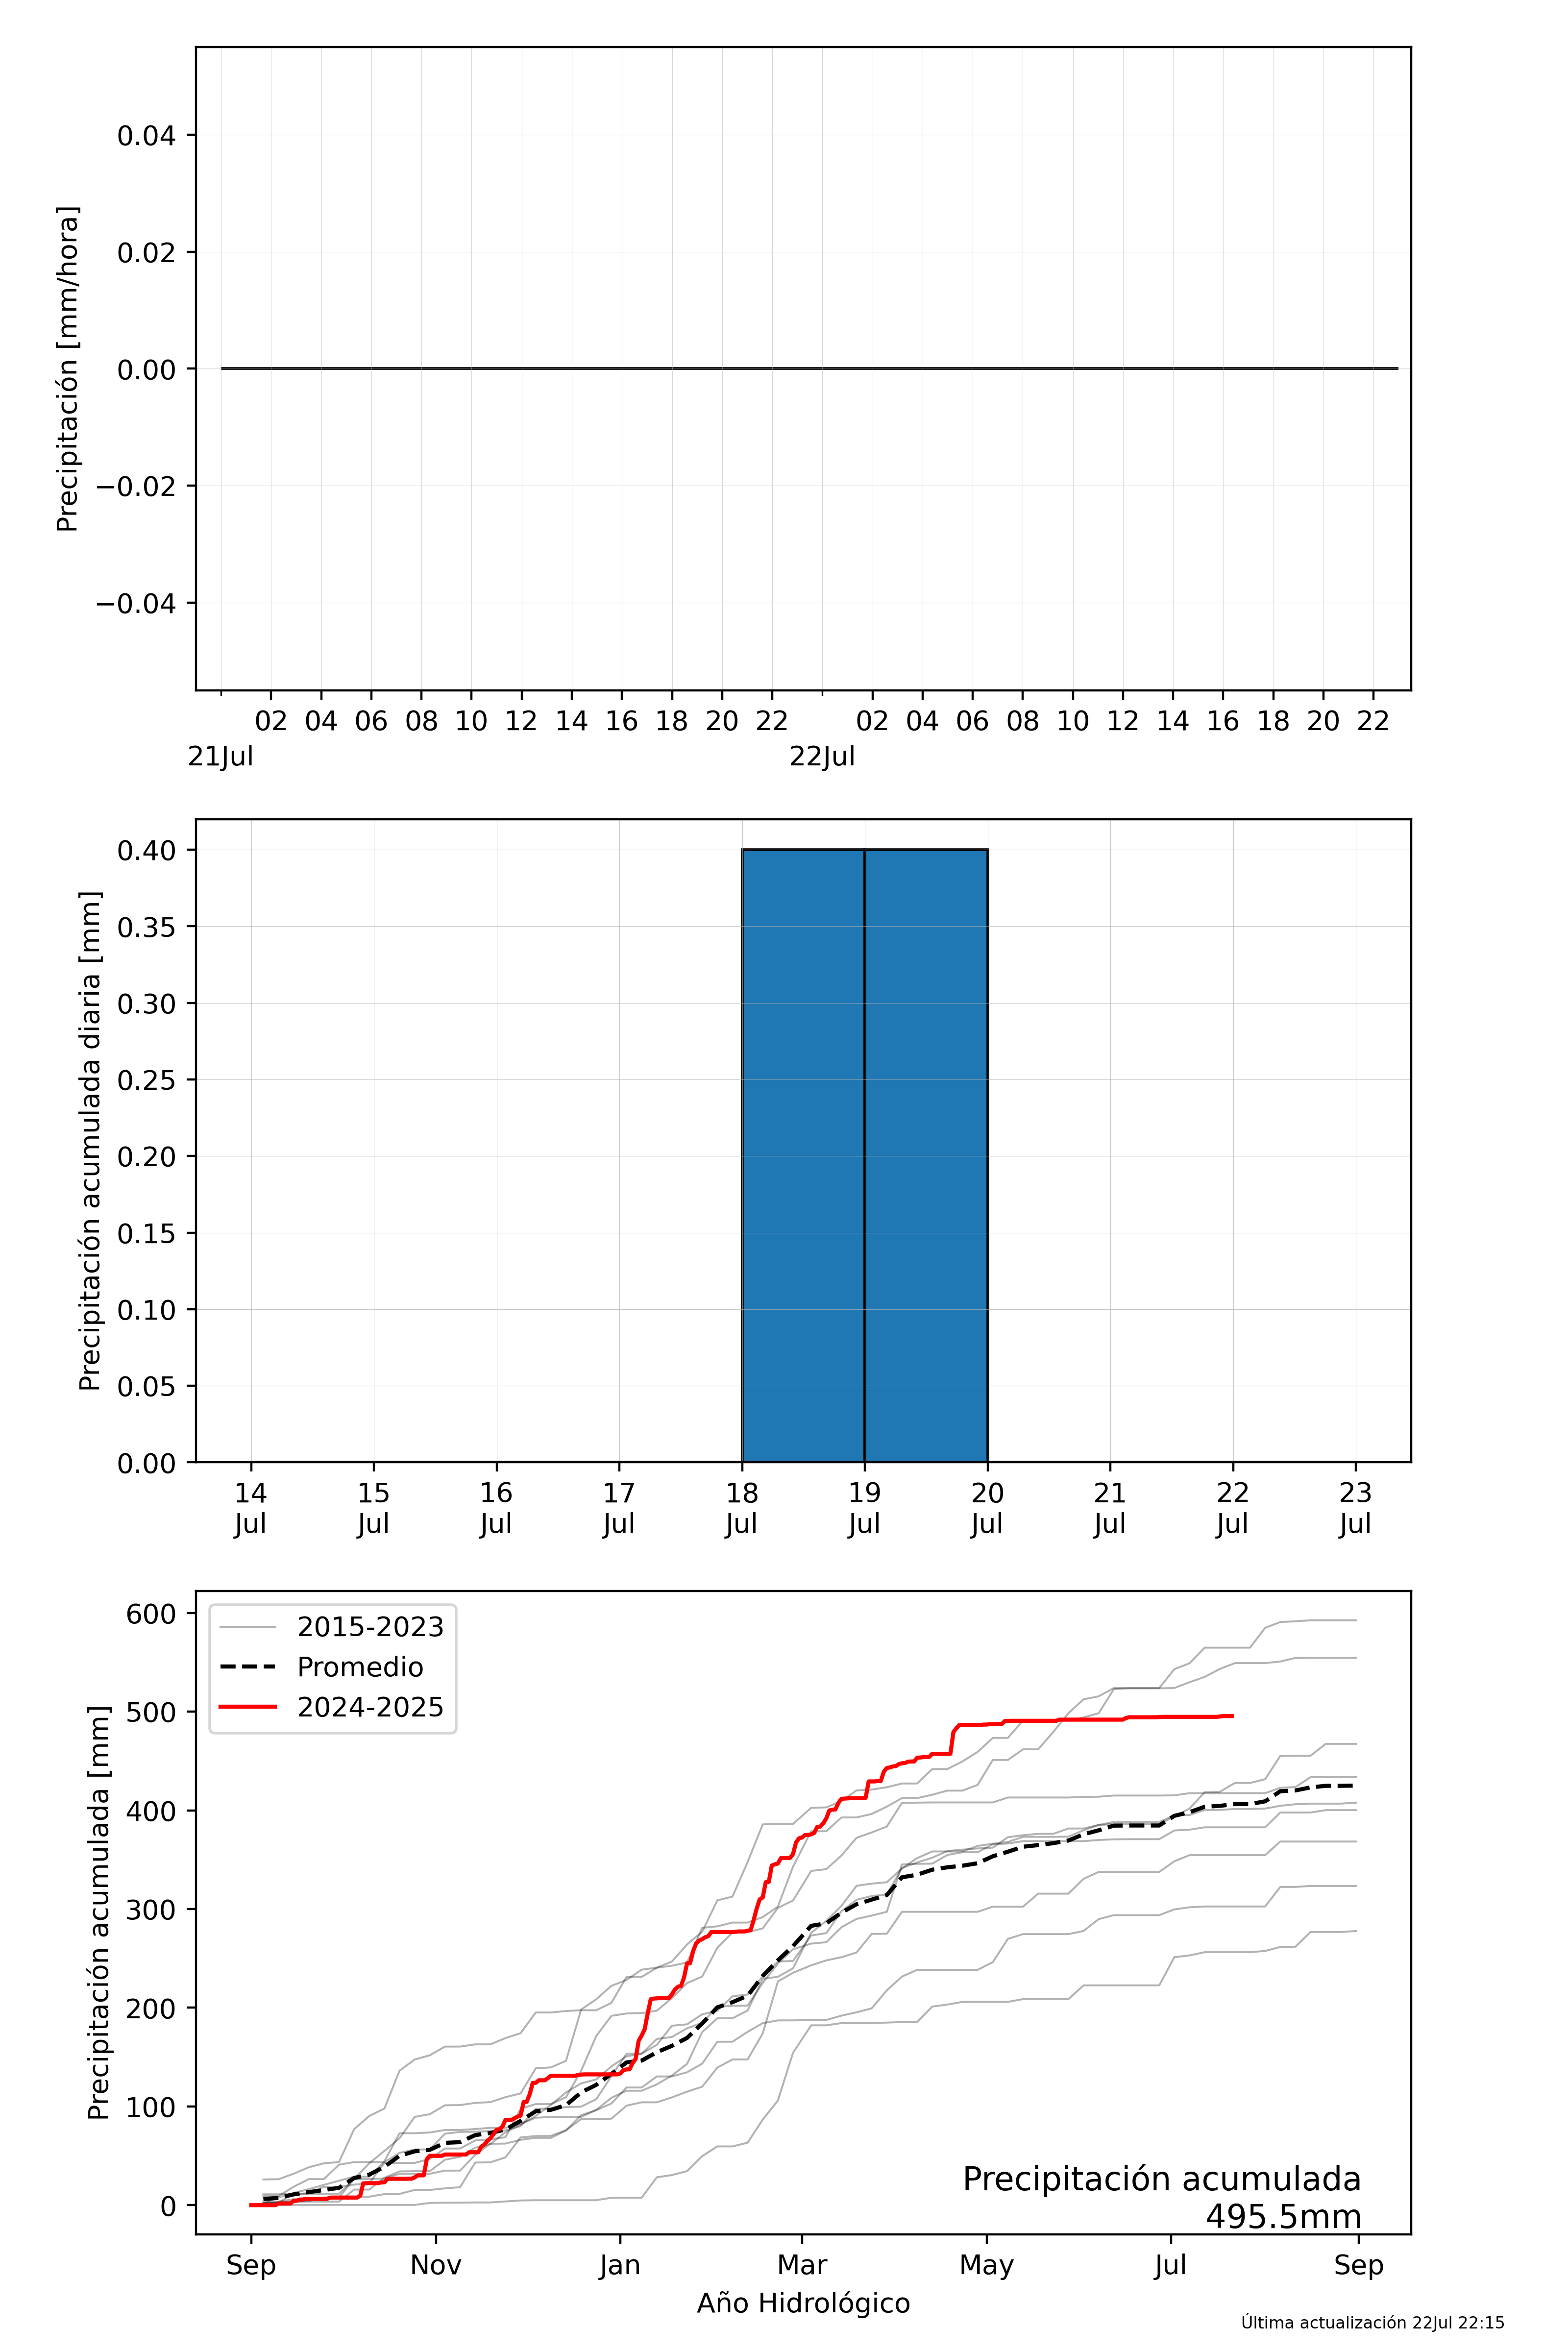 Precipitación [mm/hora]
0.04
0.02
0.00
−0.02
−0.04
02 04 06 08 10 12 14 16 18 20 22 02 04 06 08 10 12 14 16 18 20 22
21Jul 22Jul
Precipitación acumulada diaria [mm]
0.40
0.35
0.30
0.25
0.20
0.15
0.10
0.05
0.00
14 15 16 17 18 19 20 21 22 23
Jul Jul Jul Jul Jul Jul Jul Jul Jul Jul
Precipitación acumulada [mm]
600
500
400
300
200
100
0
2015-2023
Promedio
2024-2025
Precipitación acumulada
495.5mm
Sep Nov Jan Mar May Jul Sep
Año Hidrológico
Última actualización 22Jul 22:15